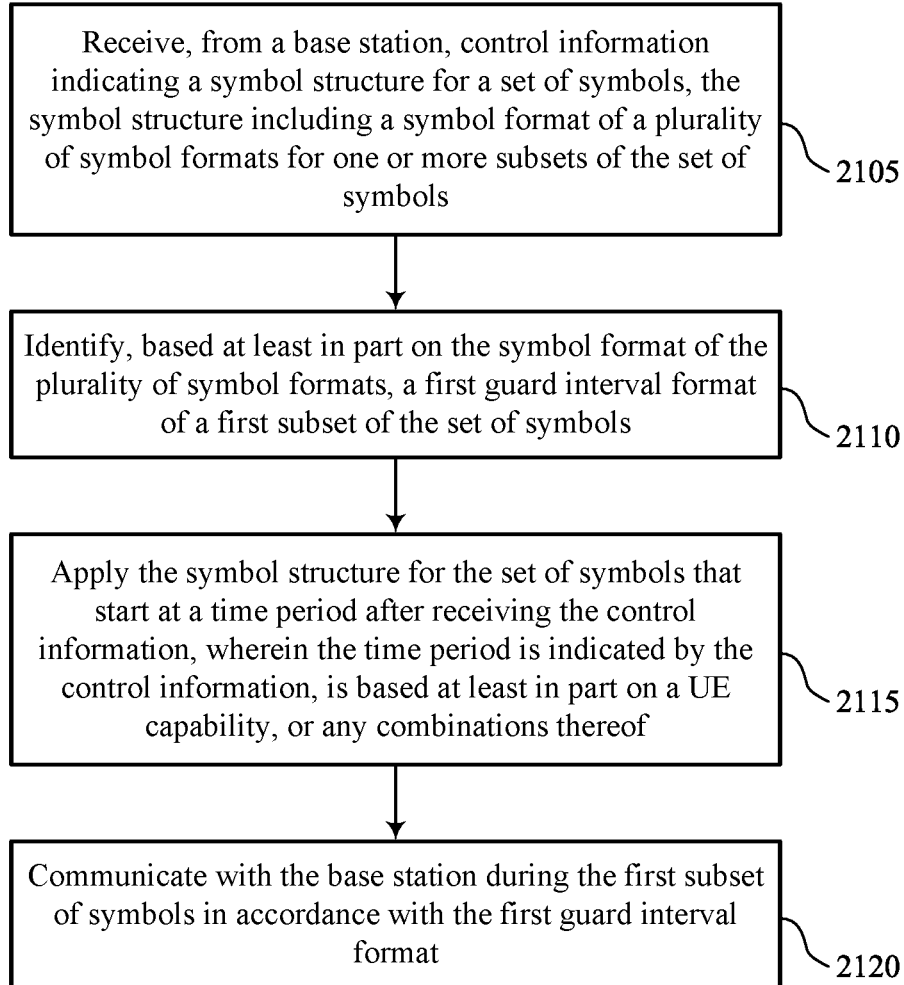 Receive, from a base station, control information
indicating a symbol structure for a set of symbols, the
symbol structure including a symbol format of a plurality
of symbol formats for one or more subsets of the set of
symbols
2105
Identify, based at least in part on the symbol format of the
plurality of symbol formats, a first guard interval format
of a first subset of the set of symbols
2110
Apply the symbol structure for the set of symbols that
start at a time period after receiving the control
information, wherein the time period is indicated by the
control information, is based at least in part on a UE
capability, or any combinations thereof
2115
Communicate with the base station during the first subset
of symbols in accordance with the first guard interval
format
2120